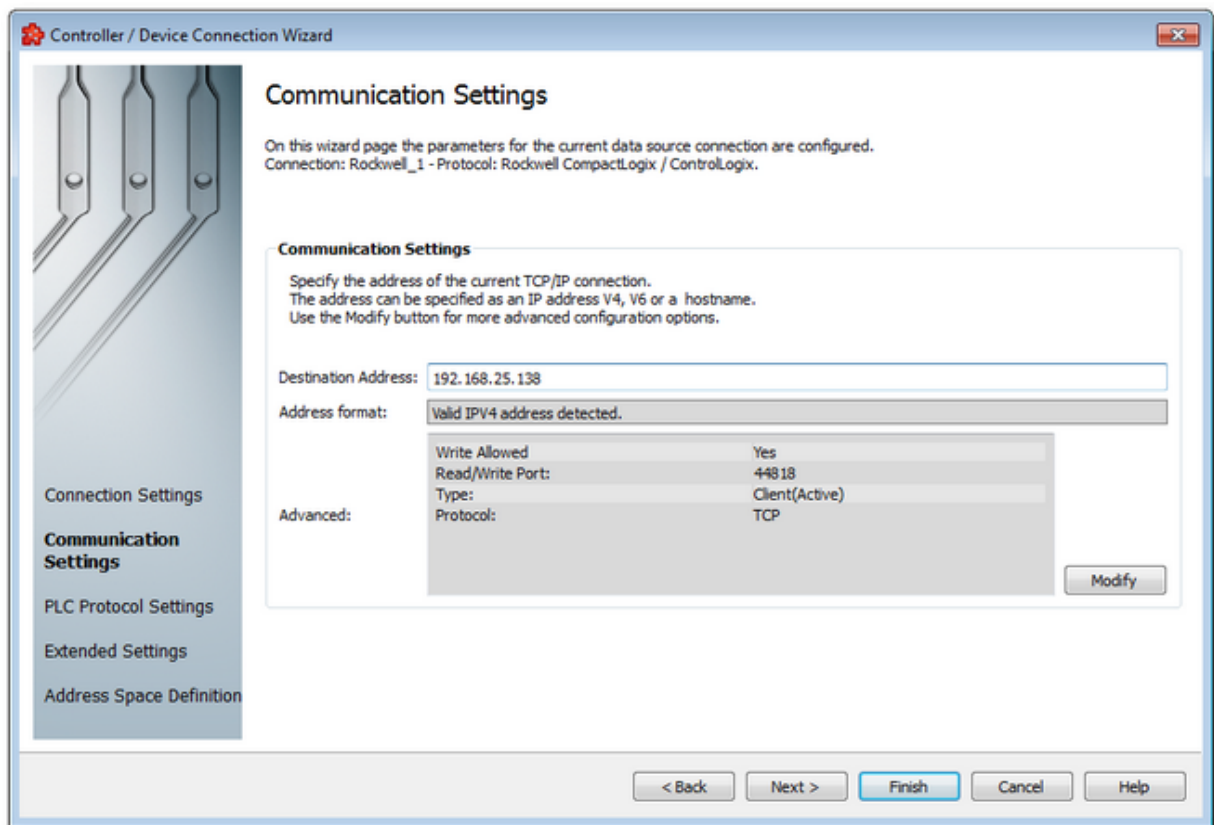 Controller / Device Connection Wizard
Communication Settings
On this wizard page the parameters for the current data source connection are configured.
Connection: Rockwell_1 - Protocol: Rockwell CompactLogix / ControlLogix.
Communication Settings
Specify the address of the current TCP/IP connection.
The address can be specified as an IP address V4, V6 or a hostname.
Use the Modify button for more advanced configuration options.
Destination Address: 192.168.25.138
Address format: Valid IPV4 address detected.
Write Allowed Yes
Read/Write Port: 44818
Type: Client(Active)
Advanced: Protocol: TCP
Modify
Connection Settings
Communication
Settings
PLC Protocol Settings
Extended Settings
Address Space Definition
< Back Next > Finish Cancel Help